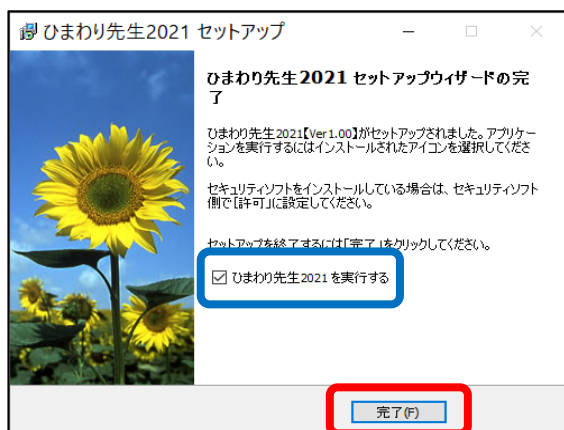 ひまわり先生2021 セットアップ
ひまわり先生2021 セットアップウィザードの完
了
ひまわり先生2021【Ver1.00】がセットアップされました。アプリケー
ションを実行するにはインストールされたアイコンを選択してくださ
い。
セキュリティソフトをインストールしている場合は、セキュリティソフト
側で「許可」に設定してください。
セットアップを終了するには「完了」をクリックしてください。
ひまわり先生2021 を実行する
完了(F)